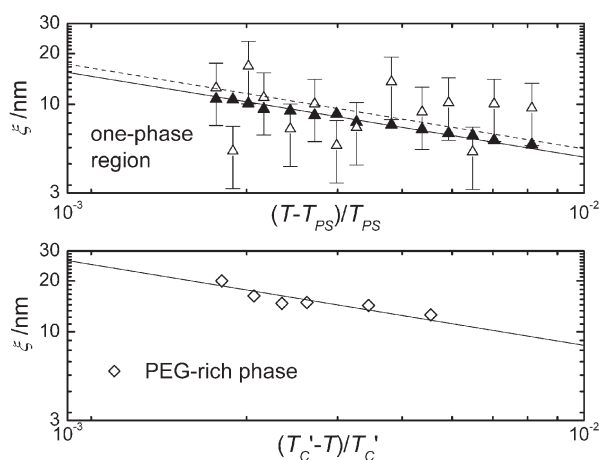 30
20
10
3
ξ /nm
one-phase
region
10⁻³
10⁻²
(T-T_PS)/T_PS
30
20
10
3
ξ /nm
PEG-rich phase
10⁻³
10⁻²
(T_C'-T)/T_C'